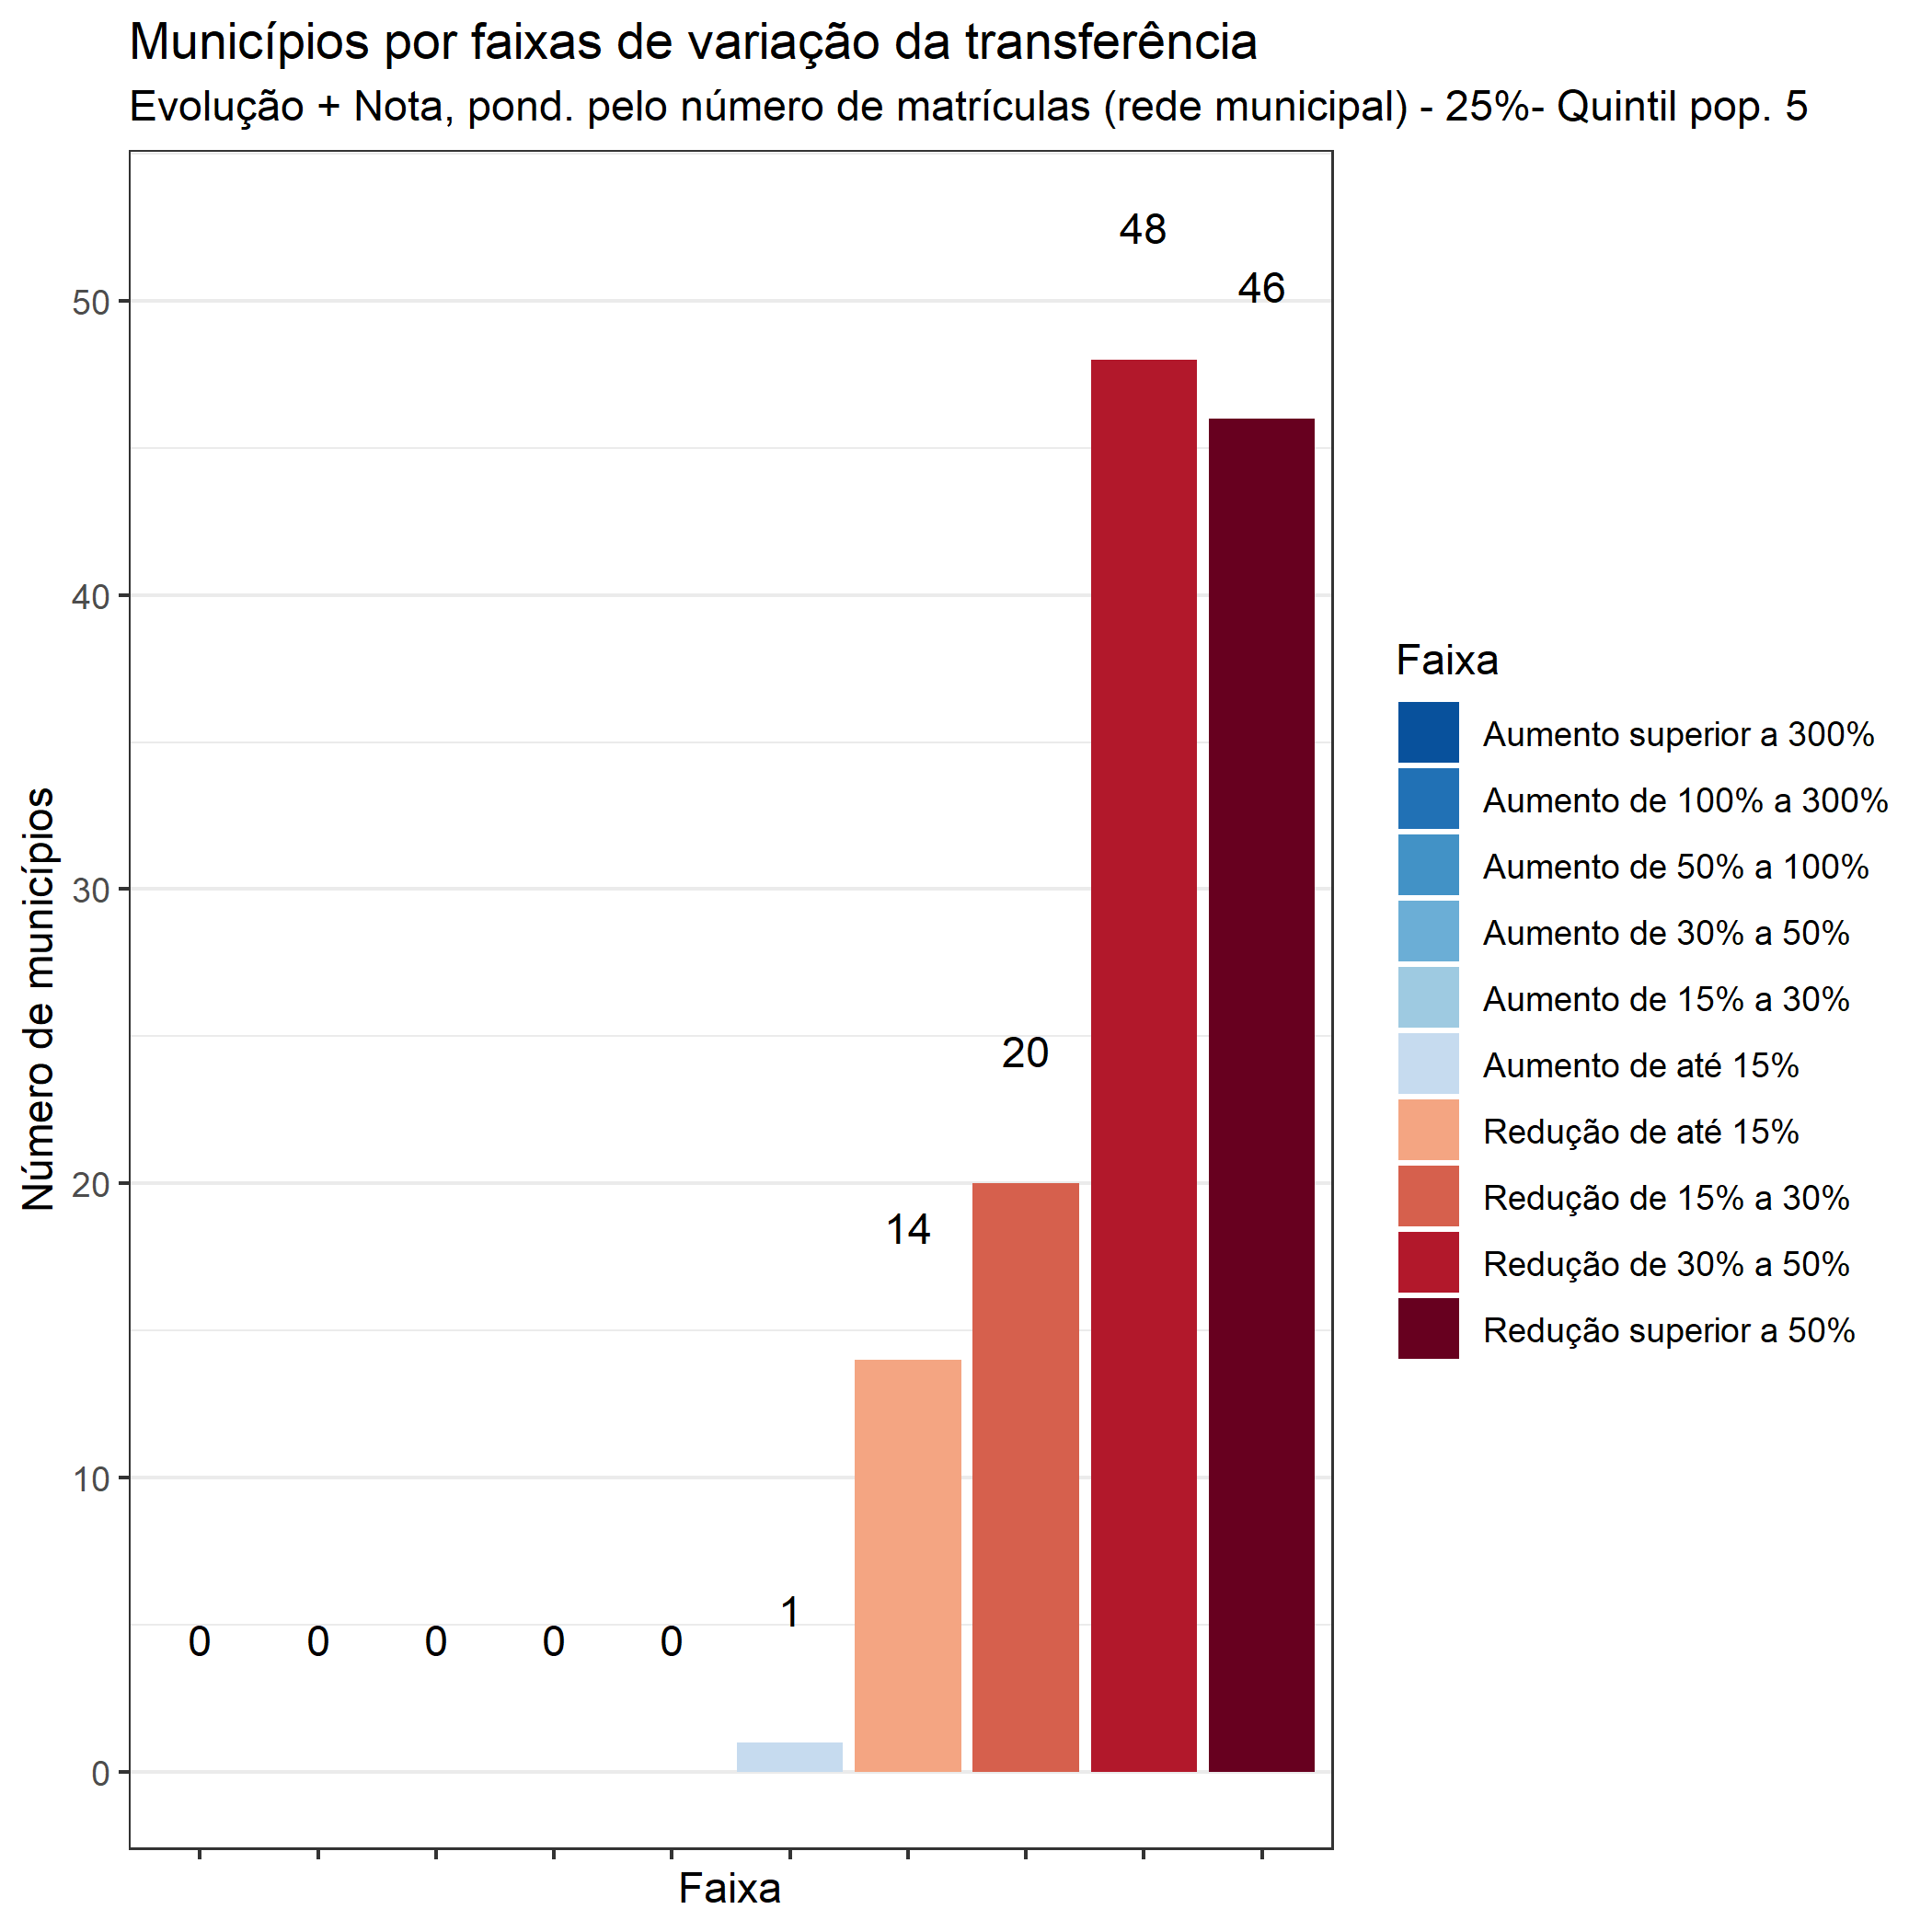 Municípios por faixas de variação da transferência
Evolução + Nota, pond. pelo número de matrículas (rede municipal) - 25%- Quintil pop. 5
Número de municípios
50
40
30
20
10
0
0
0
0
0
0
1
14
20
48
46
Faixa
Faixa
Aumento superior a 300%
Aumento de 100% a 300%
Aumento de 50% a 100%
Aumento de 30% a 50%
Aumento de 15% a 30%
Aumento de até 15%
Redução de até 15%
Redução de 15% a 30%
Redução de 30% a 50%
Redução superior a 50%